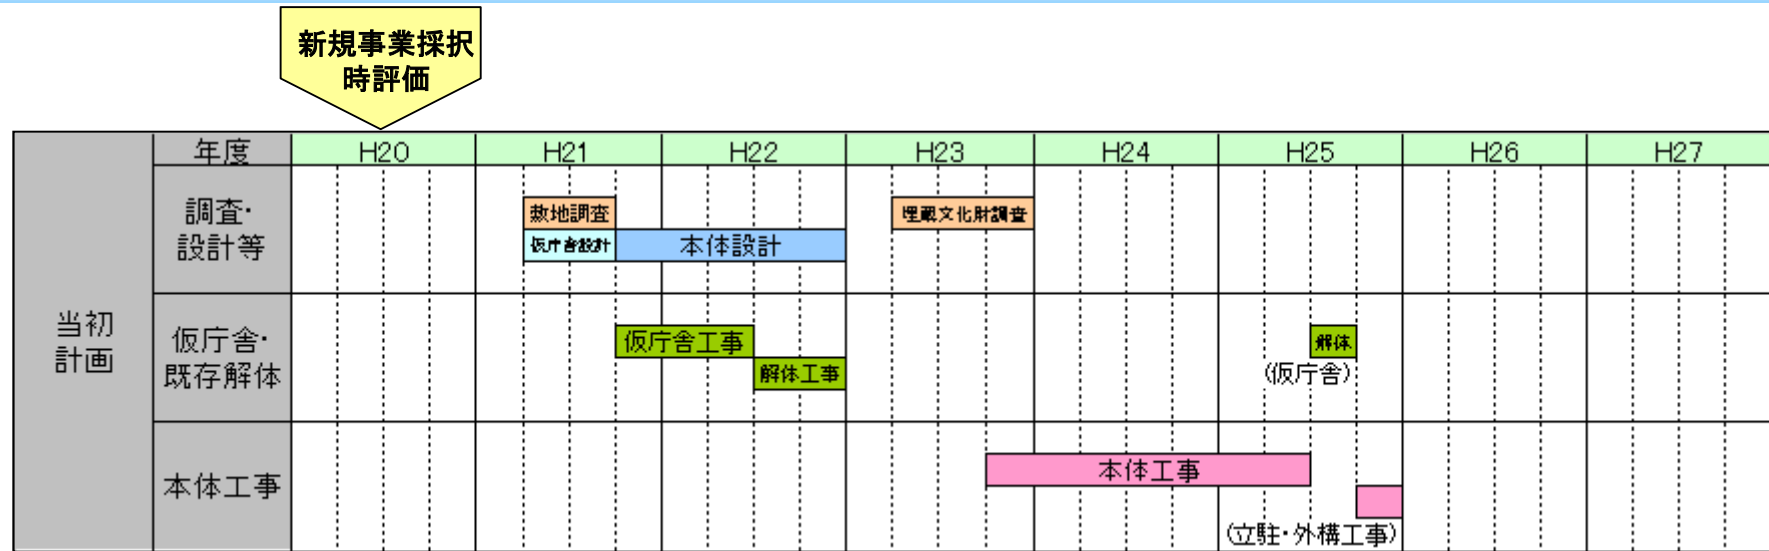 新規事業採択
時評価
年度 H20 H21 H22 H23 H24 H25 H26 H27
当初
計画
調査・
設計等
敷地調査
埋蔵文化財調査
仮庁舎設計
本体設計
仮庁舎・
既存解体
仮庁舎工事
解体
解体工事
(仮庁舎)
本体工事
本体工事
(立駐・外構工事)